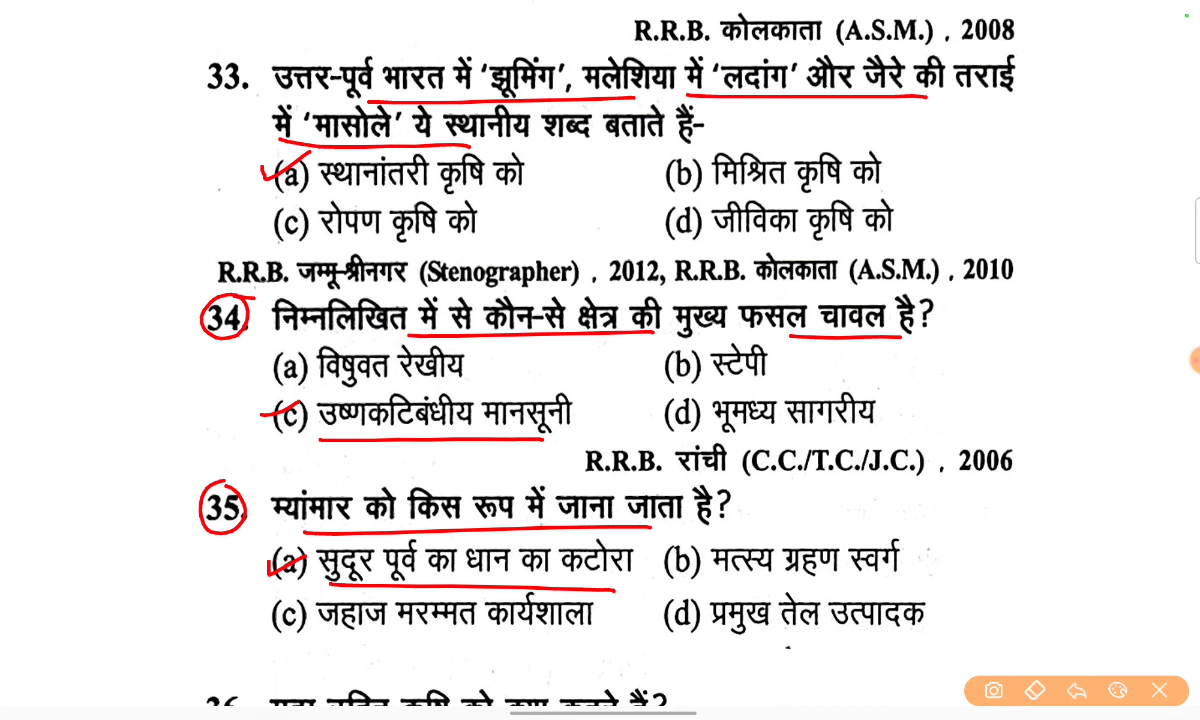 R.R.B. कोलकाता (A.S.M.) , 2008
33. उत्तर-पूर्व भारत में 'झूमिंग', मलेशिया में 'लदांग' और जैरे की तराई
में 'मासोले' ये स्थानीय शब्द बताते हैं-
(a) स्थानांतरी कृषि को (b) मिश्रित कृषि को
(c) रोपण कृषि को (d) जीविका कृषि को
R.R.B. जम्मू-श्रीनगर (Stenographer) , 2012, R.R.B. कोलकाता (A.S.M.) , 2010
34. निम्नलिखित में से कौन-से क्षेत्र की मुख्य फसल चावल है?
(a) विषुवत रेखीय (b) स्टेपी
(c) उष्णकटिबंधीय मानसूनी (d) भूमध्य सागरीय
R.R.B. रांची (C.C./T.C./J.C.) , 2006
35. म्यांमार को किस रूप में जाना जाता है?
(a) सुदूर पूर्व का धान का कटोरा (b) मत्स्य ग्रहण स्वर्ग
(c) जहाज मरम्मत कार्यशाला (d) प्रमुख तेल उत्पादक